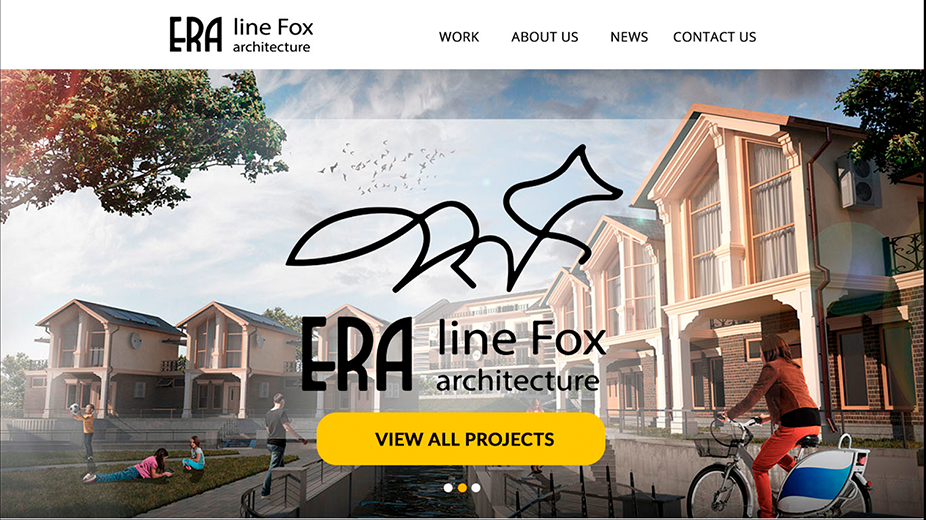 ERA line Fox
architecture
WORK ABOUT US NEWS CONTACT US
ERA line Fox
architecture
VIEW ALL PROJECTS